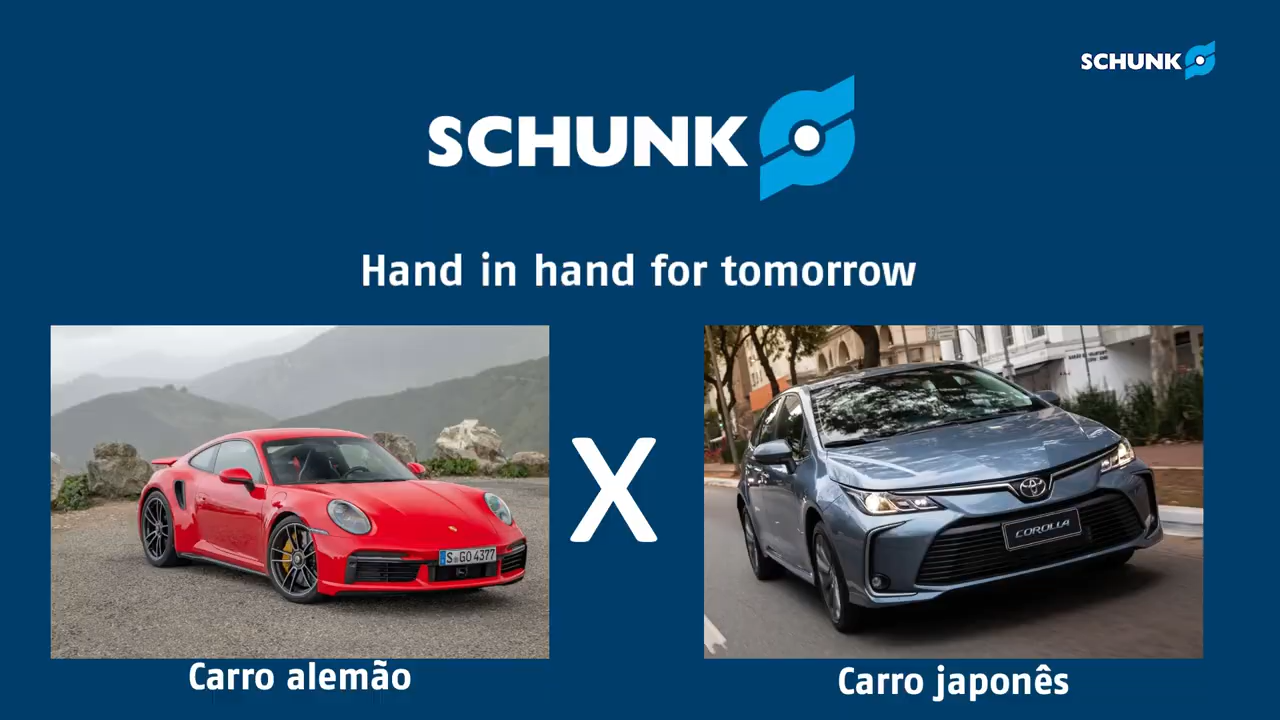 SCHUNK
SCHUNK
Hand in hand for tomorrow
X
S GO 4377
COROLLA
Carro alemão
Carro japonês